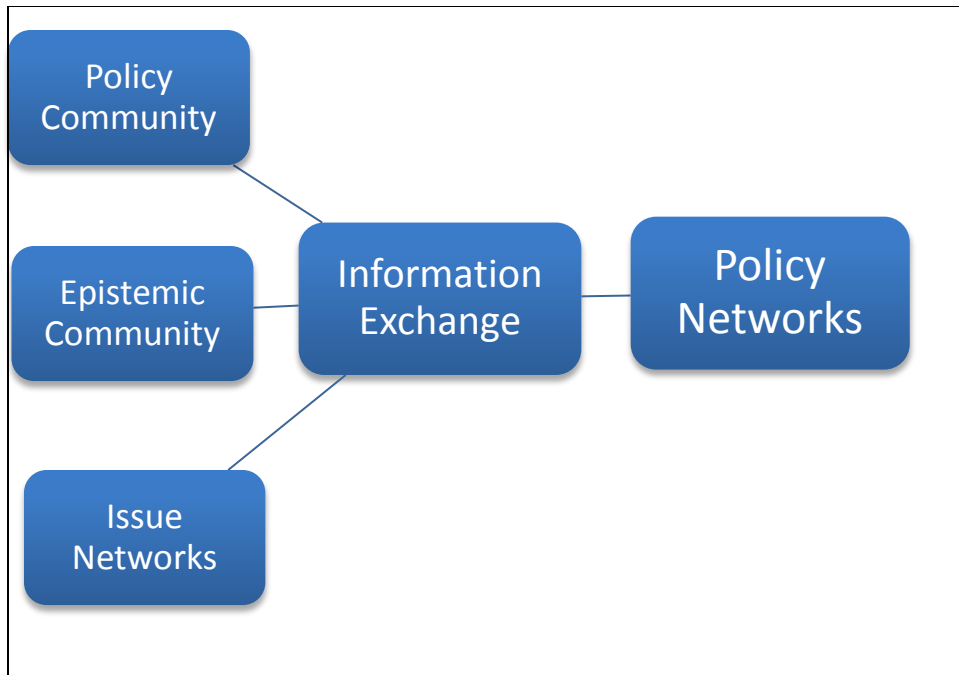 Policy
Community
Epistemic
Community
Issue
Networks
Information
Exchange
Policy
Networks